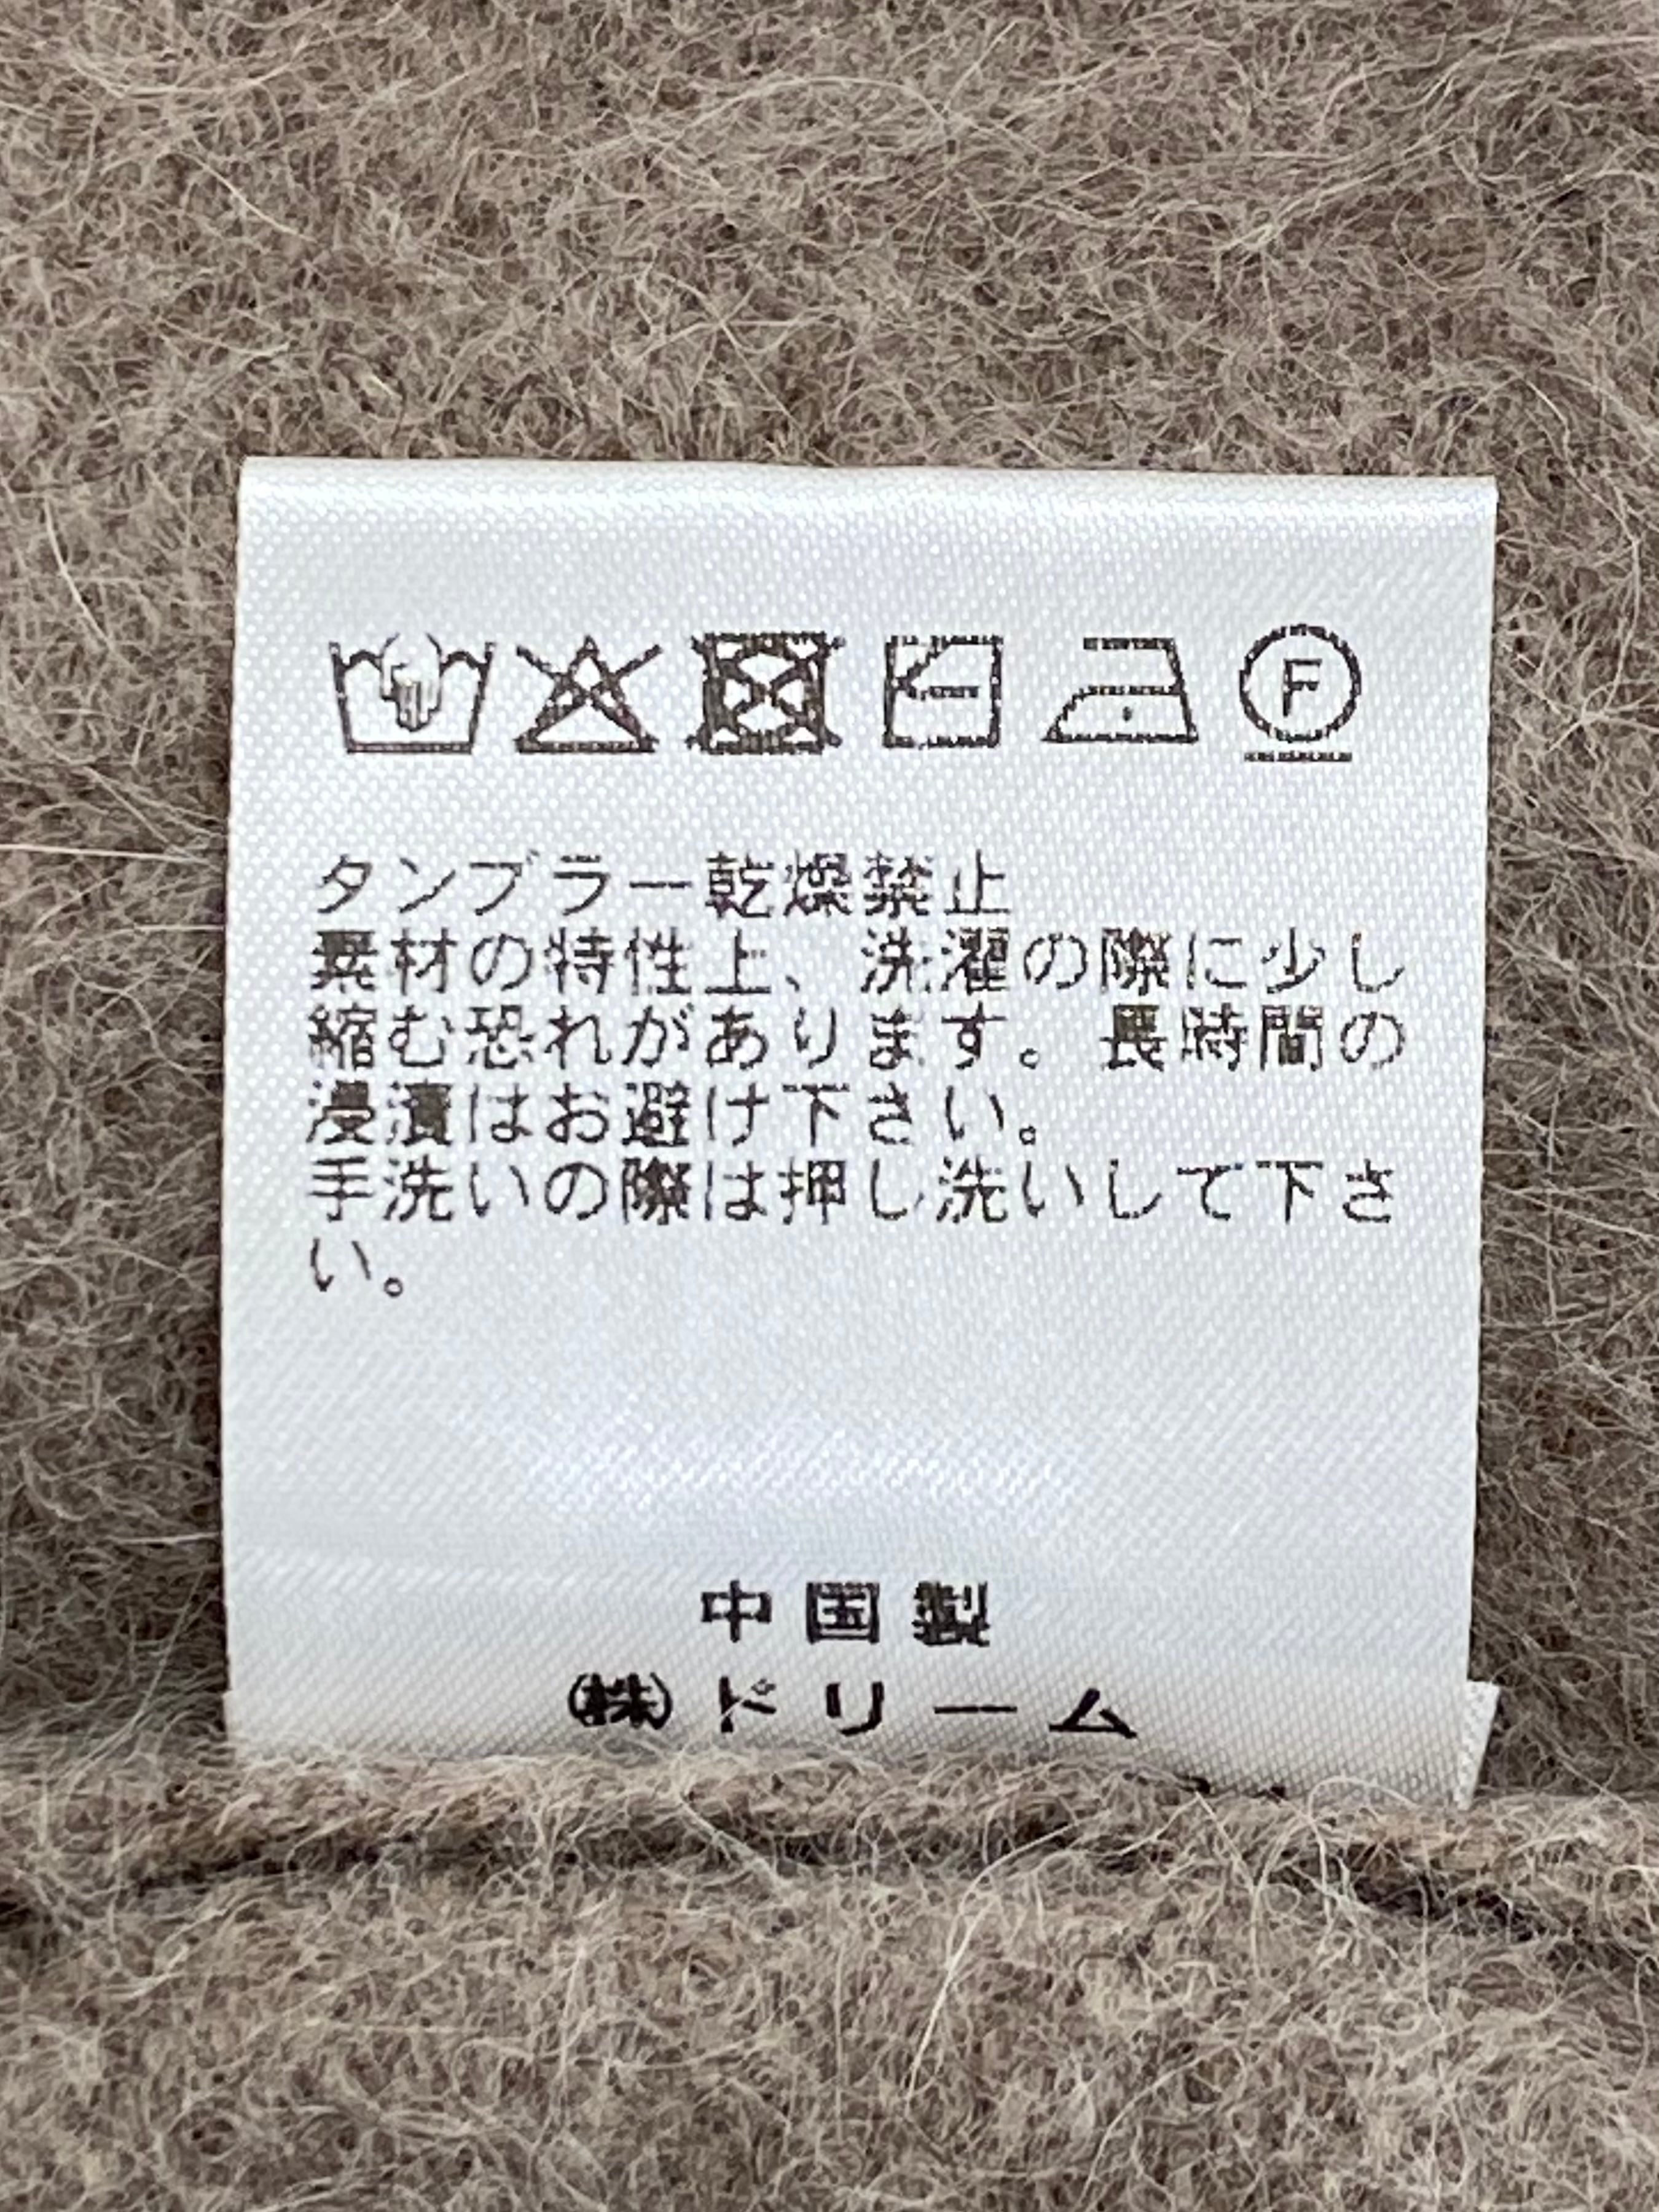 F
タンブラー乾燥禁止
素材の特性上、洗濯の際に少し
縮む恐れがあります。長時間の
浸漬はお避け下さい。
手洗いの際は押し洗いして下さ
い。
中国製
㈱ドリーム